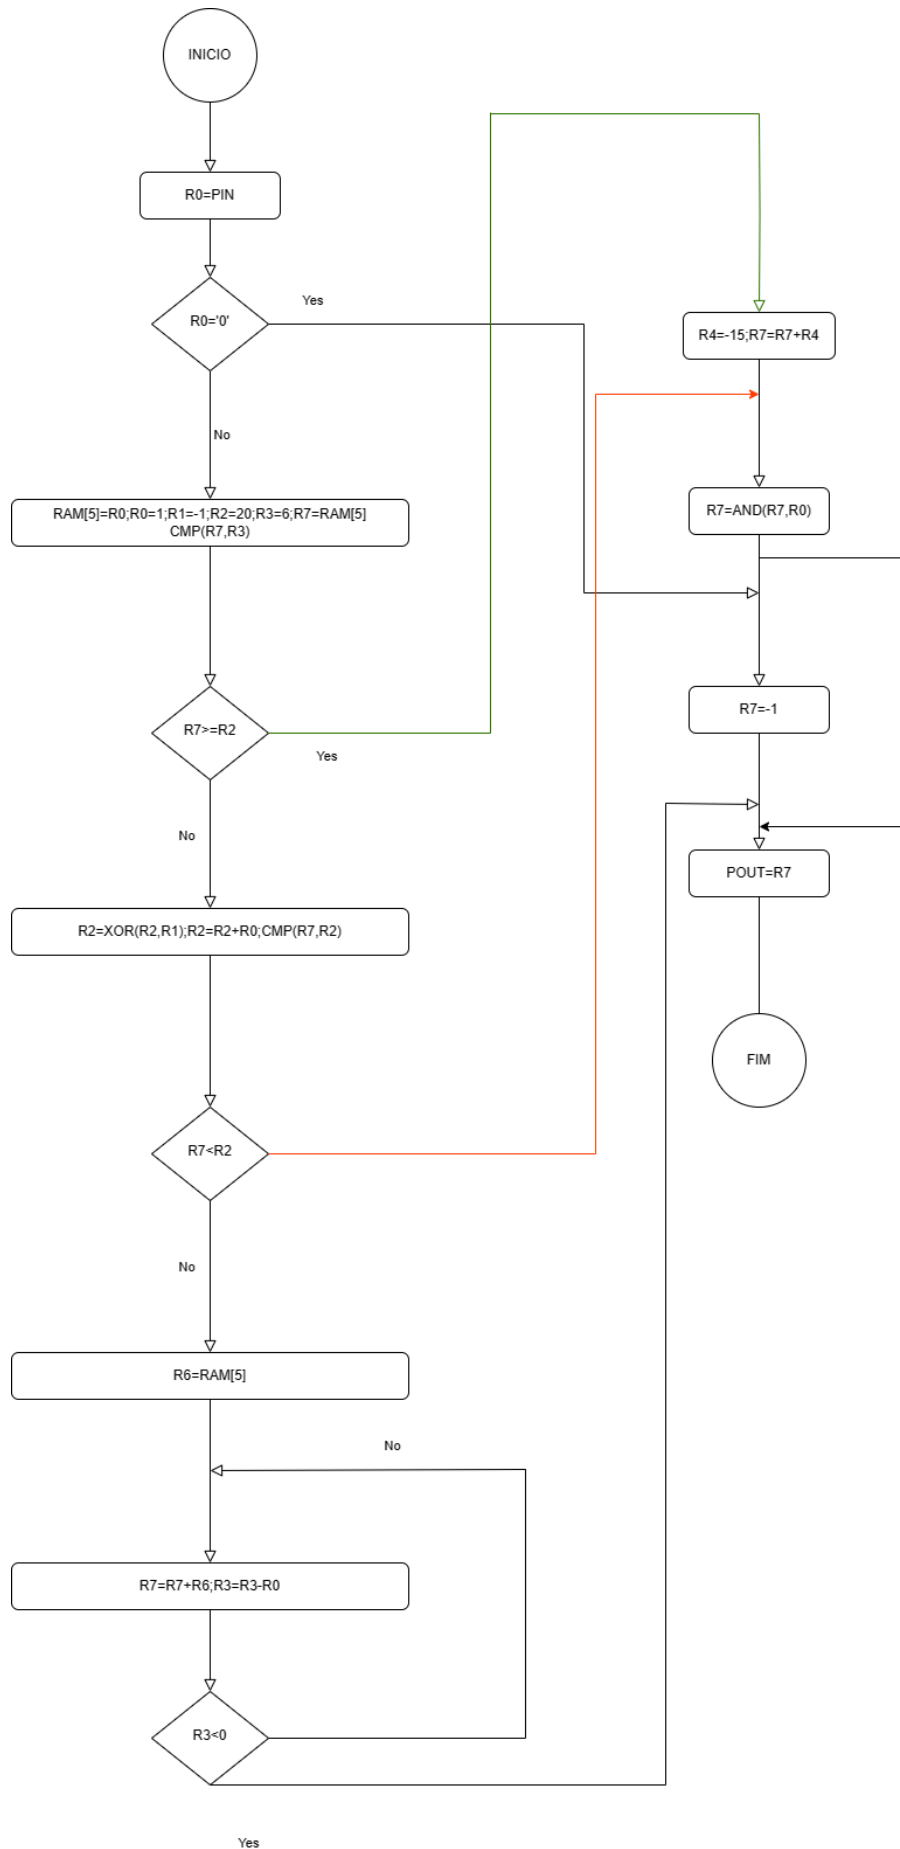 INICIO
R0=PIN
R0='0'
Yes
No
RAM[5]=R0;R0=1;R1=-1;R2=20;R3=6;R7=RAM[5]
CMP(R7,R3)
R7>=R2
Yes
No
R2=XOR(R2,R1);R2=R2+R0;CMP(R7,R2)
R7<R2
No
R6=RAM[5]
No
R7=R7+R6;R3=R3-R0
R3<0
Yes
R4=-15;R7=R7+R4
R7=AND(R7,R0)
R7=-1
POUT=R7
FIM